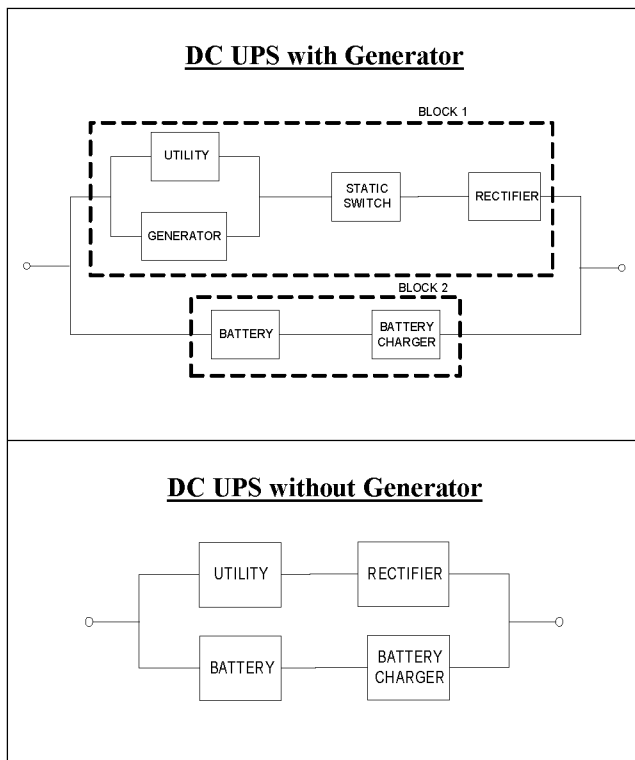 DC UPS with Generator
BLOCK 1
UTILITY
STATIC
SWITCH
RECTIFIER
GENERATOR
BLOCK 2
BATTERY
BATTERY
CHARGER
DC UPS without Generator
UTILITY
RECTIFIER
BATTERY
BATTERY
CHARGER